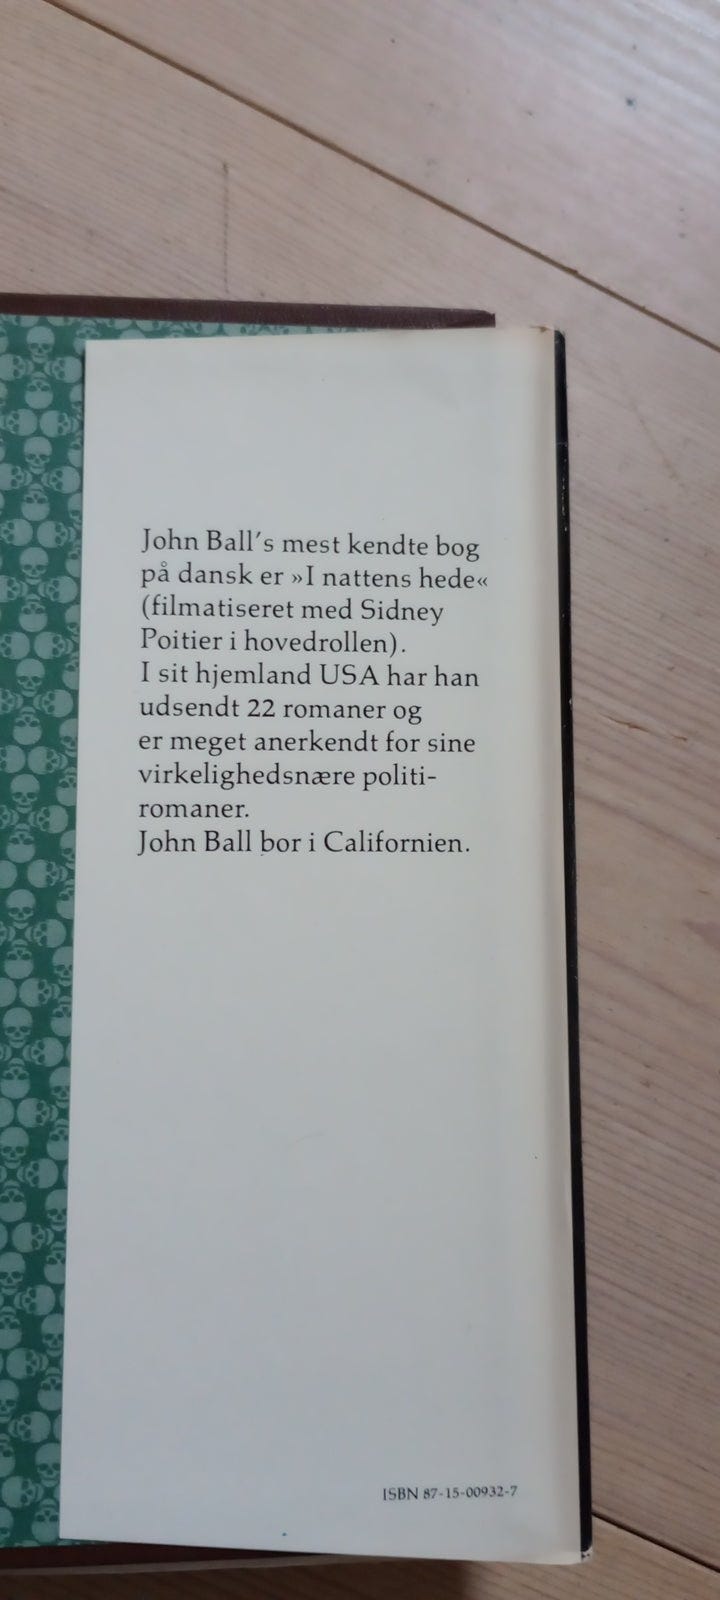 John Ball's mest kendte bog
på dansk er »I nattens hede«
(filmatiseret med Sidney
Poitier i hovedrollen).
I sit hjemland USA har han
udsendt 22 romaner og
er meget anerkendt for sine
virkelighedsnære politi-
romaner.
John Ball bor i Californien.
ISBN 87-15-00932-7